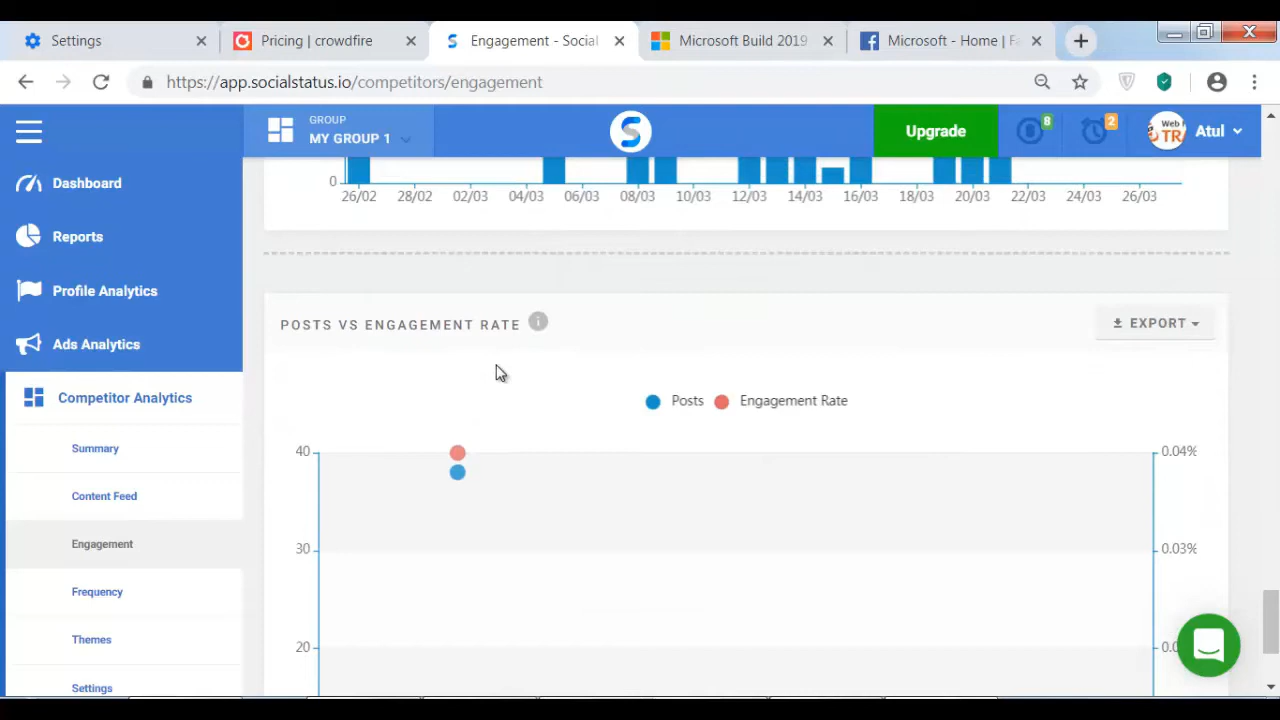 Settings
Pricing | crowdfire
Engagement - Social
Microsoft Build 2019
Microsoft - Home | Fa
https://app.socialstatus.io/competitors/engagement
GROUP
MY GROUP 1
Upgrade
8
2
Web
TR
Atul
Dashboard
Reports
Profile Analytics
Ads Analytics
Competitor Analytics
Summary
Content Feed
Engagement
Frequency
Themes
Settings
0
26/02 28/02 02/03 04/03 06/03 08/03 10/03 12/03 14/03 16/03 18/03 20/03 22/03 24/03 26/03
POSTS VS ENGAGEMENT RATE
EXPORT
Posts Engagement Rate
40 0.04%
30 0.03%
20